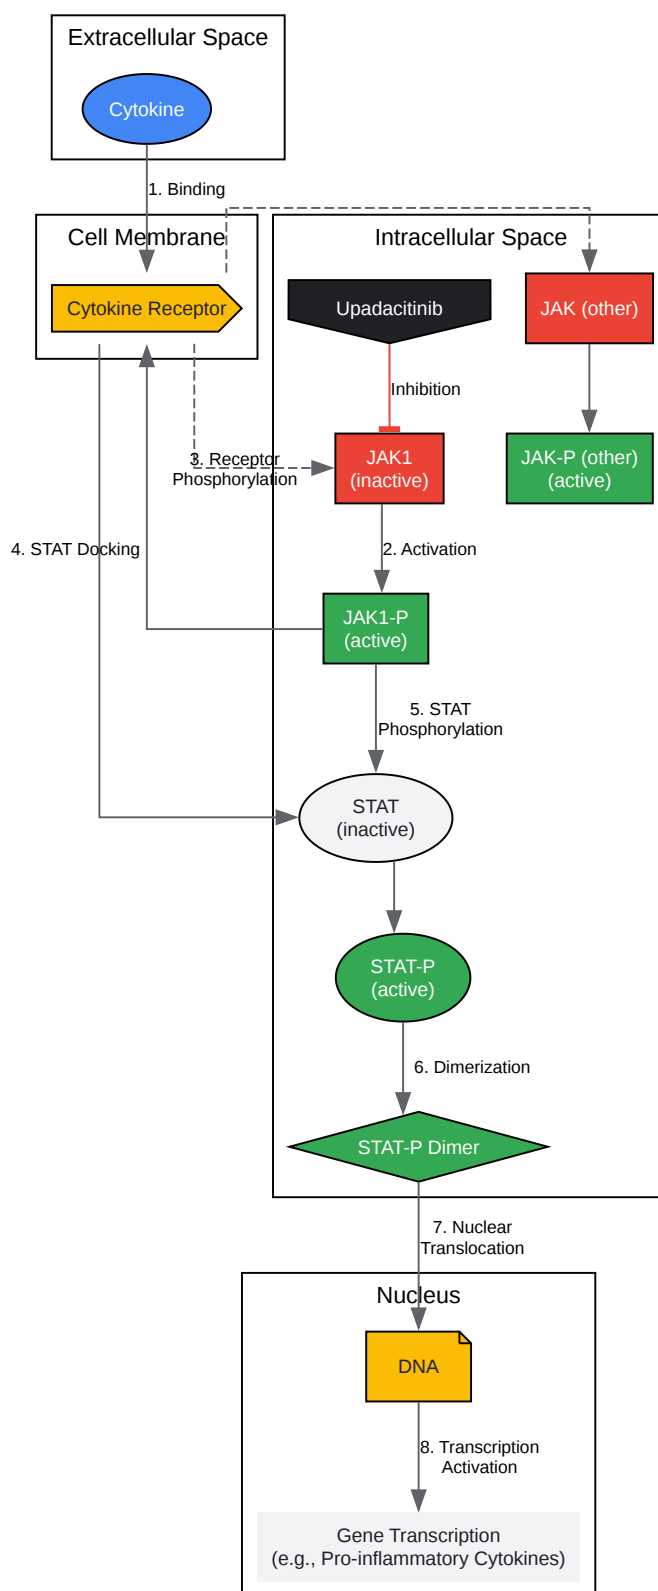 Extracellular Space
Cytokine
1. Binding
Cell Membrane
Intracellular Space
Cytokine Receptor
Upadacitinib
JAK (other)
Inhibition
3. Receptor
Phosphorylation
JAK1
(inactive)
JAK-P (other)
(active)
4. STAT Docking
2. Activation
JAK1-P
(active)
5. STAT
Phosphorylation
STAT
(inactive)
STAT-P
(active)
6. Dimerization
STAT-P Dimer
7. Nuclear
Translocation
Nucleus
DNA
8. Transcription
Activation
Gene Transcription
(e.g., Pro-inflammatory Cytokines)